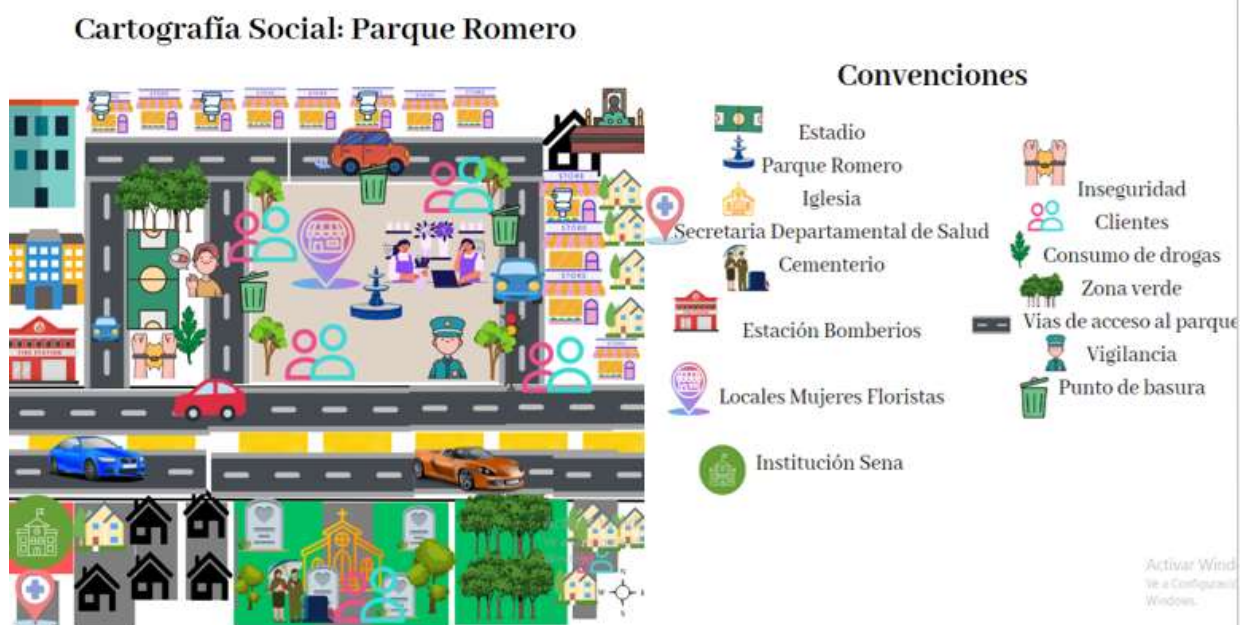 Cartografía Social: Parque Romero
Convenciones
Estadio
Parque Romero
Iglesia
Secretaria Departamental de Salud
Cementerio
Estación Bomberios
Locales Mujeres Floristas
Institución Sena
Inseguridad
Clientes
Consumo de drogas
Zona verde
Vias de acceso al parque
Vigilancia
Punto de basura
STORE
STORE
STORE
STORE
FIRE STATION
N
W
S
Activar Wind
Windows.